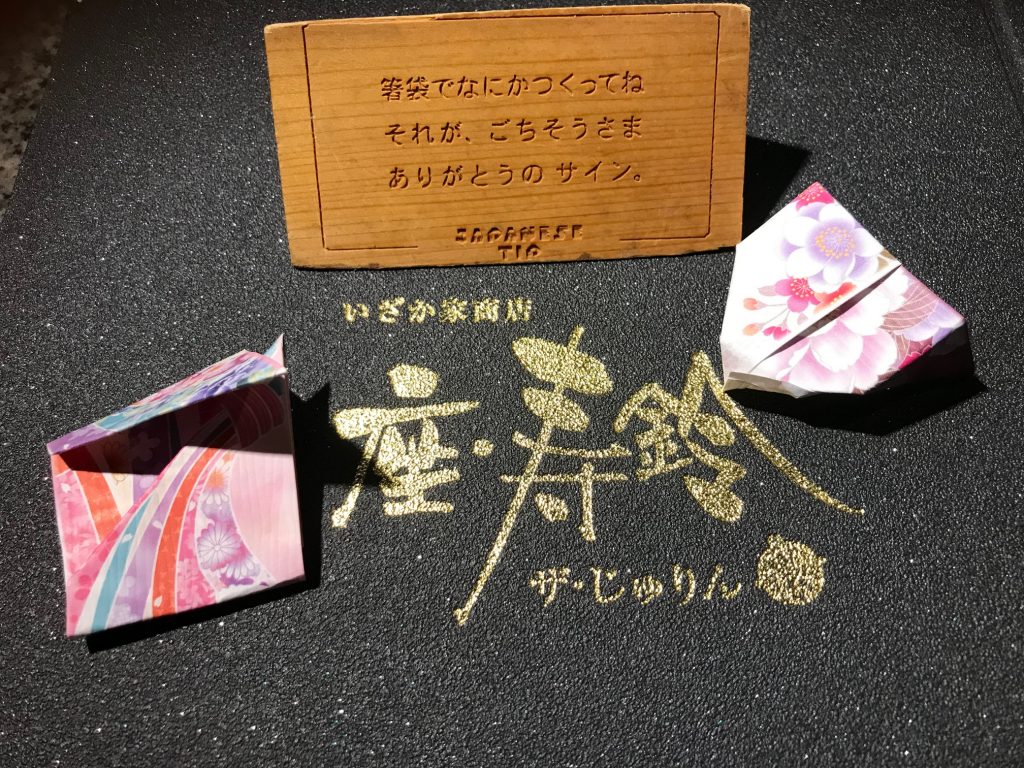 箸袋でなにかつくってね
それが、ごちそうさま
ありがとうの サイン。
JAPANESE
TIP
いざか家商店
座・寿鈴
ザ・じゅりん